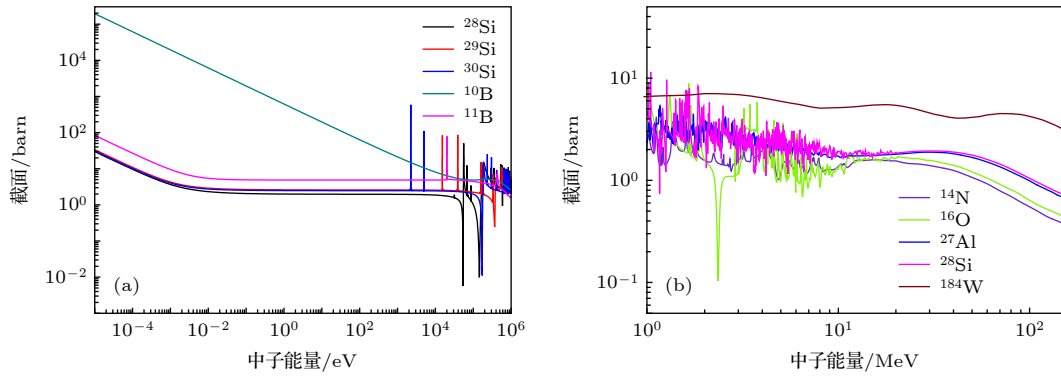 10⁴
10²
10⁰
10⁻²
截面/barn
²⁸Si
²⁹Si
³⁰Si
¹⁰B
¹¹B
(a)
10⁻⁴ 10⁻² 10⁰ 10² 10⁴ 10⁶
中子能量/eV
10²
10¹
10⁰
10⁻¹
截面/barn
¹⁴N
¹⁶O
²⁷Al
²⁸Si
¹⁸⁴W
(b)
10⁰ 10¹ 10²
中子能量/MeV